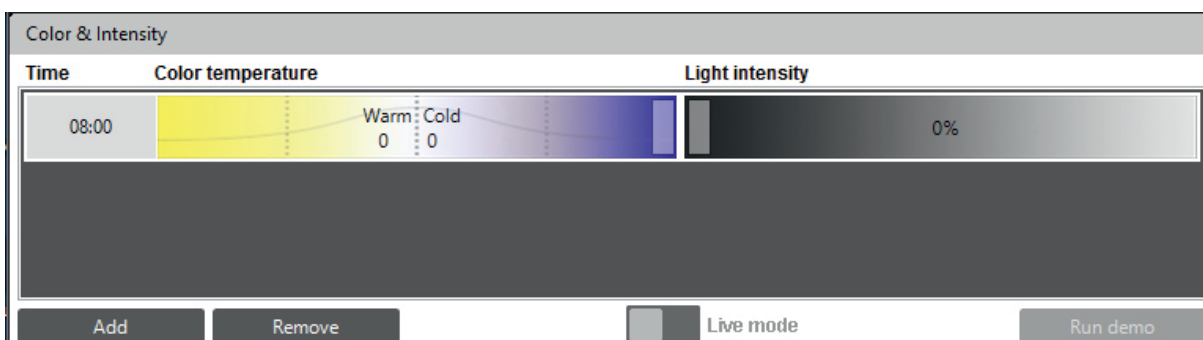 Color & Intensity
Time Color temperature Light intensity
08:00 Warm Cold 0%
0 0
Add Remove Live mode Run demo